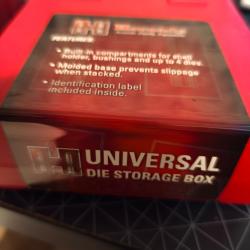 FEATURES:
• Built-in compartments for shell
holder, bushings and up to 4 dies.
• Molded base prevents slippage
when stacked.
• Identification label
included inside.
UNIVERSAL
DIE STORAGE BOX